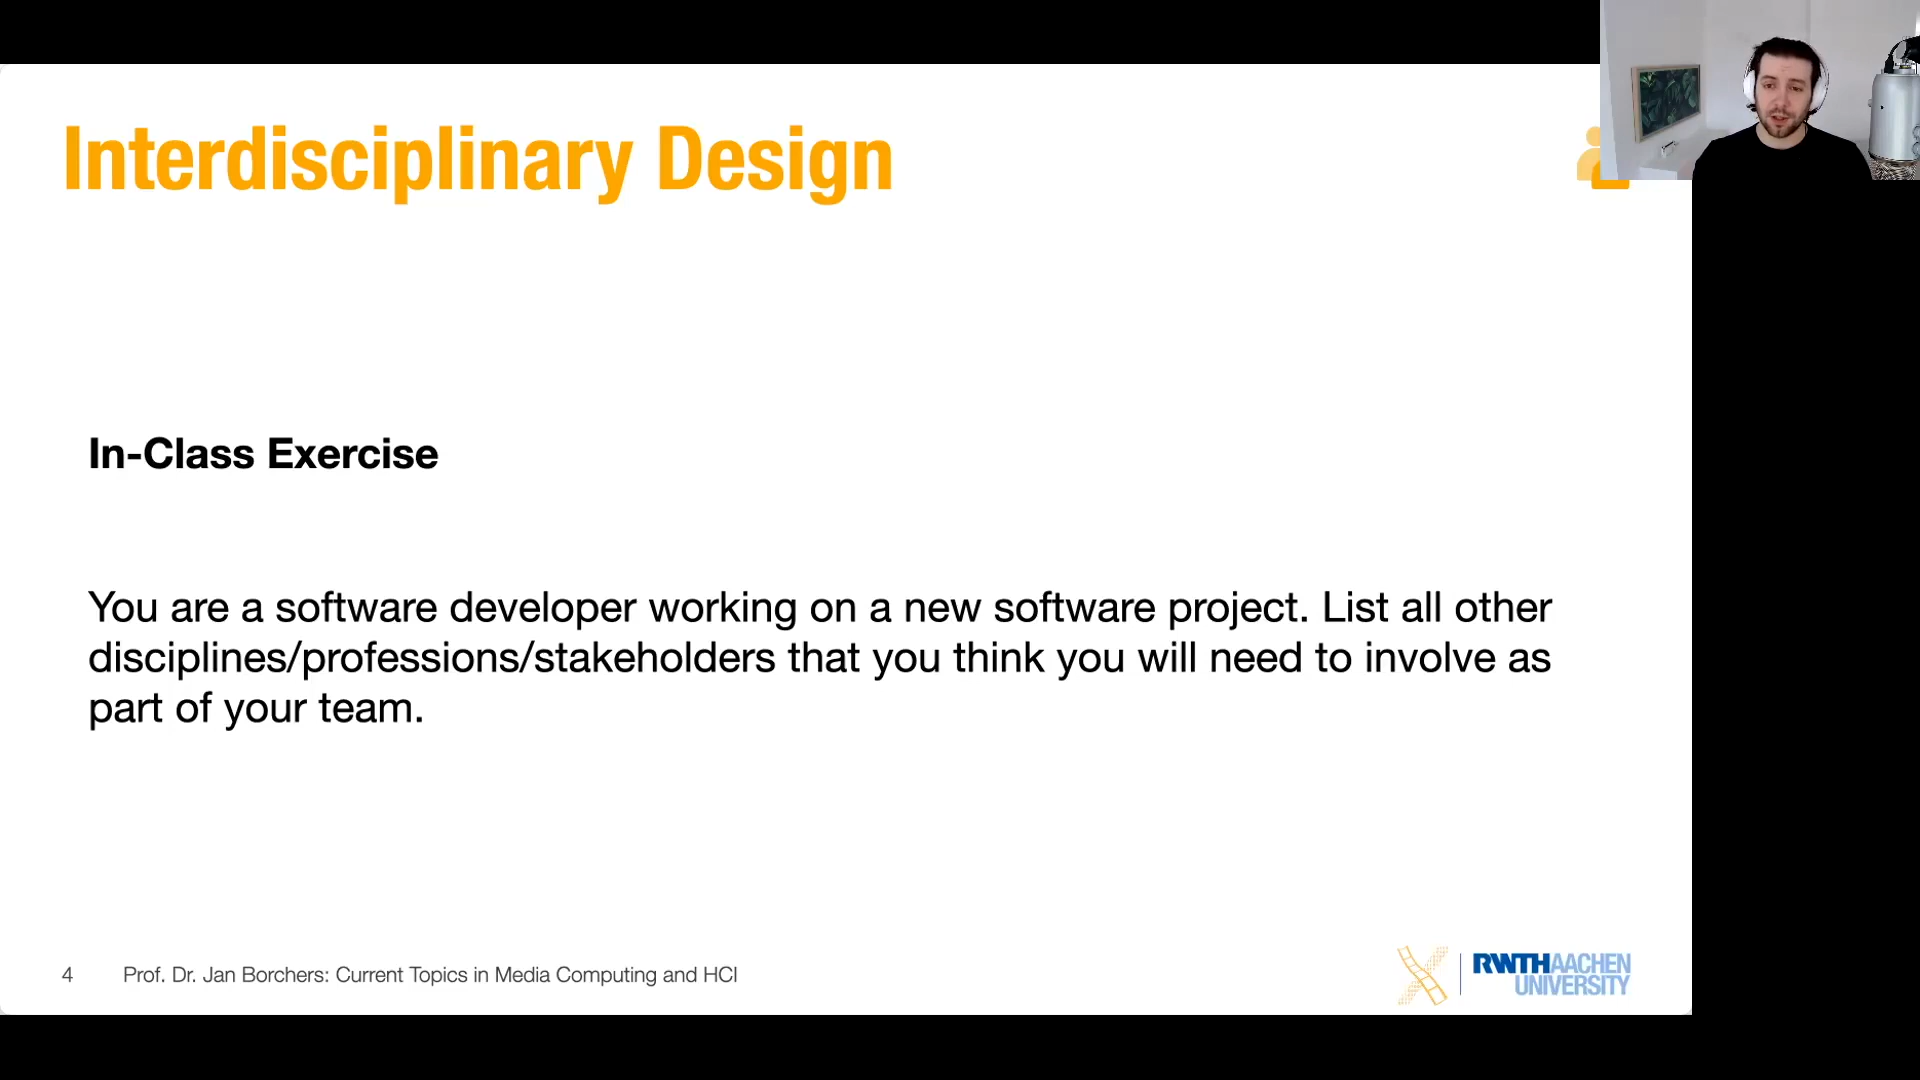 Interdisciplinary Design
In-Class Exercise
You are a software developer working on a new software project. List all other
disciplines/professions/stakeholders that you think you will need to involve as
part of your team.
4 Prof. Dr. Jan Borchers: Current Topics in Media Computing and HCI
RWTH AACHEN
UNIVERSITY